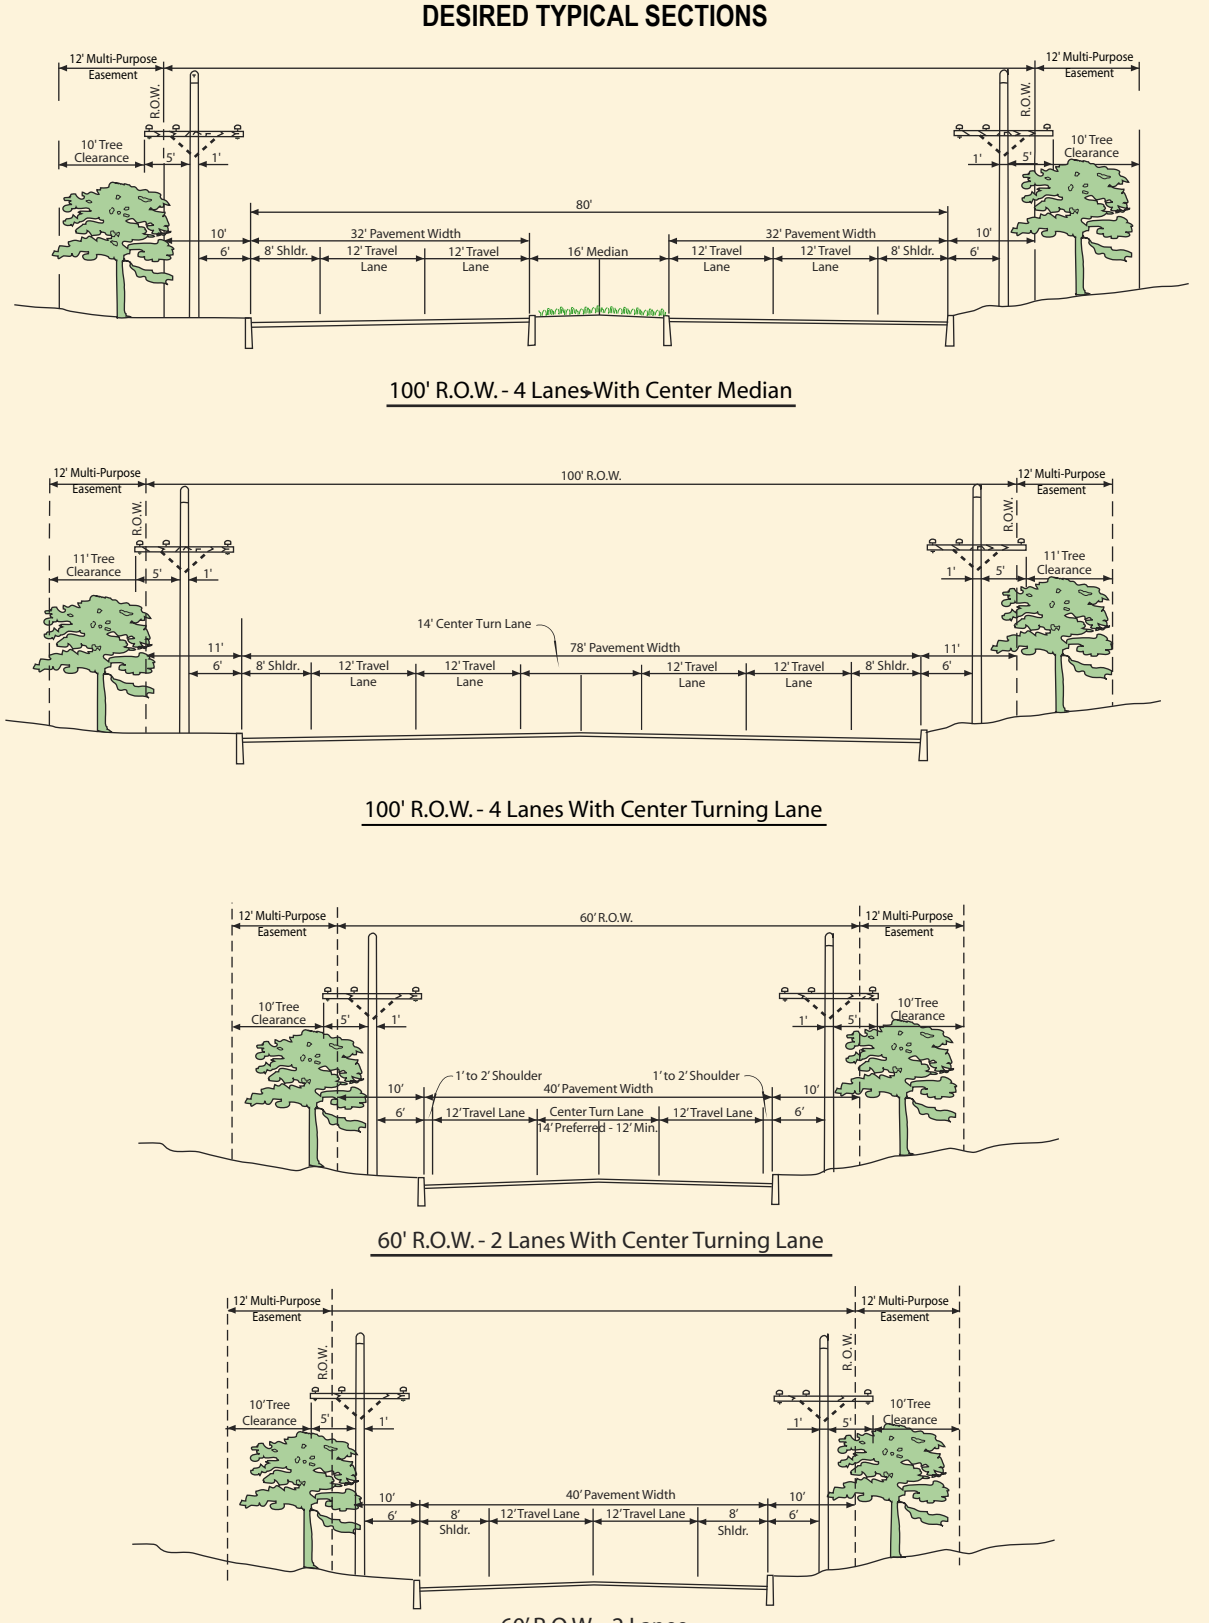 DESIRED TYPICAL SECTIONS
12' Multi-Purpose
Easement
12' Multi-Purpose
Easement
R.O.W.
R.O.W.
10' Tree
Clearance
5'
1'
1'
5'
10' Tree
Clearance
80'
10'
32' Pavement Width
32' Pavement Width
10'
6'
8' Shldr.
12' Travel
Lane
12' Travel
Lane
16' Median
12' Travel
Lane
12' Travel
Lane
8' Shldr.
6'
100' R.O.W. - 4 Lanes With Center Median
12' Multi-Purpose
Easement
100' R.O.W.
12' Multi-Purpose
Easement
R.O.W.
R.O.W.
11' Tree
Clearance
5'
1'
1'
5'
11' Tree
Clearance
14' Center Turn Lane
11'
78' Pavement Width
11'
6'
8' Shldr.
12' Travel
Lane
12' Travel
Lane
12' Travel
Lane
12' Travel
Lane
8' Shldr.
6'
100' R.O.W. - 4 Lanes With Center Turning Lane
12' Multi-Purpose
Easement
60' R.O.W.
12' Multi-Purpose
Easement
10' Tree
Clearance
5'
1'
1'
5'
10' Tree
Clearance
1' to 2' Shoulder
1' to 2' Shoulder
10'
40' Pavement Width
10'
6'
12' Travel Lane
Center Turn Lane
14' Preferred - 12' Min.
12' Travel Lane
6'
60' R.O.W. - 2 Lanes With Center Turning Lane
12' Multi-Purpose
Easement
12' Multi-Purpose
Easement
R.O.W.
R.O.W.
10' Tree
Clearance
5'
1'
1'
5'
10' Tree
Clearance
10'
40' Pavement Width
10'
6'
8'
Shldr.
12' Travel Lane
12' Travel Lane
8'
Shldr.
6'
60' R.O.W. - 2 Lanes